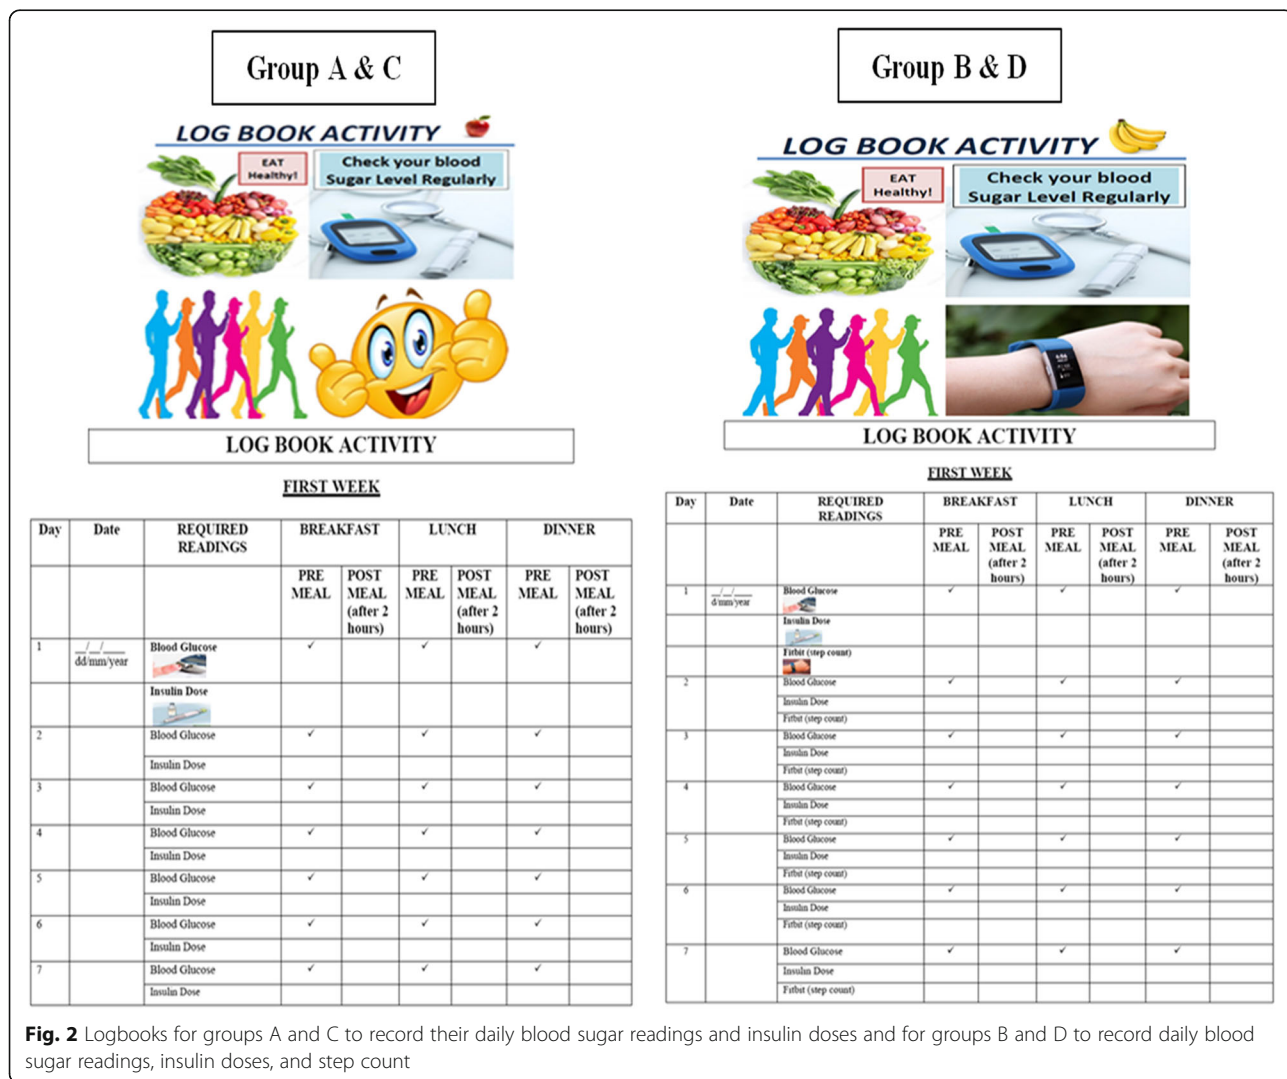 Group A & C
LOG BOOK ACTIVITY
EAT
Healthy!
Check your blood
Sugar Level Regularly
LOG BOOK ACTIVITY
FIRST WEEK
Day Date REQUIRED READINGS BREAKFAST LUNCH DINNER
PRE MEAL POST MEAL (after 2 hours) PRE MEAL POST MEAL (after 2 hours) PRE MEAL POST MEAL (after 2 hours)
1 __/__/____ dd/mm/year Blood Glucose ✓ ✓ ✓
Insulin Dose
2 Blood Glucose ✓ ✓ ✓
Insulin Dose
3 Blood Glucose ✓ ✓ ✓
Insulin Dose
4 Blood Glucose ✓ ✓ ✓
Insulin Dose
5 Blood Glucose ✓ ✓ ✓
Insulin Dose
6 Blood Glucose ✓ ✓ ✓
Insulin Dose
7 Blood Glucose ✓ ✓ ✓
Insulin Dose
Group B & D
LOG BOOK ACTIVITY
EAT
Healthy!
Check your blood
Sugar Level Regularly
LOG BOOK ACTIVITY
FIRST WEEK
Day Date REQUIRED READINGS BREAKFAST LUNCH DINNER
PRE MEAL POST MEAL (after 2 hours) PRE MEAL POST MEAL (after 2 hours) PRE MEAL POST MEAL (after 2 hours)
1 __/__/____ d/mm/year Blood Glucose ✓ ✓ ✓
Insulin Dose
Fitbit (step count)
2 Blood Glucose ✓ ✓ ✓
Insulin Dose
Fitbit (step count)
3 Blood Glucose ✓ ✓ ✓
Insulin Dose
Fitbit (step count)
4 Blood Glucose ✓ ✓ ✓
Insulin Dose
Fitbit (step count)
5 Blood Glucose ✓ ✓ ✓
Insulin Dose
Fitbit (step count)
6 Blood Glucose ✓ ✓ ✓
Insulin Dose
Fitbit (step count)
7 Blood Glucose ✓ ✓ ✓
Insulin Dose
Fitbit (step count)
Fig. 2 Logbooks for groups A and C to record their daily blood sugar readings and insulin doses and for groups B and D to record daily blood
sugar readings, insulin doses, and step count